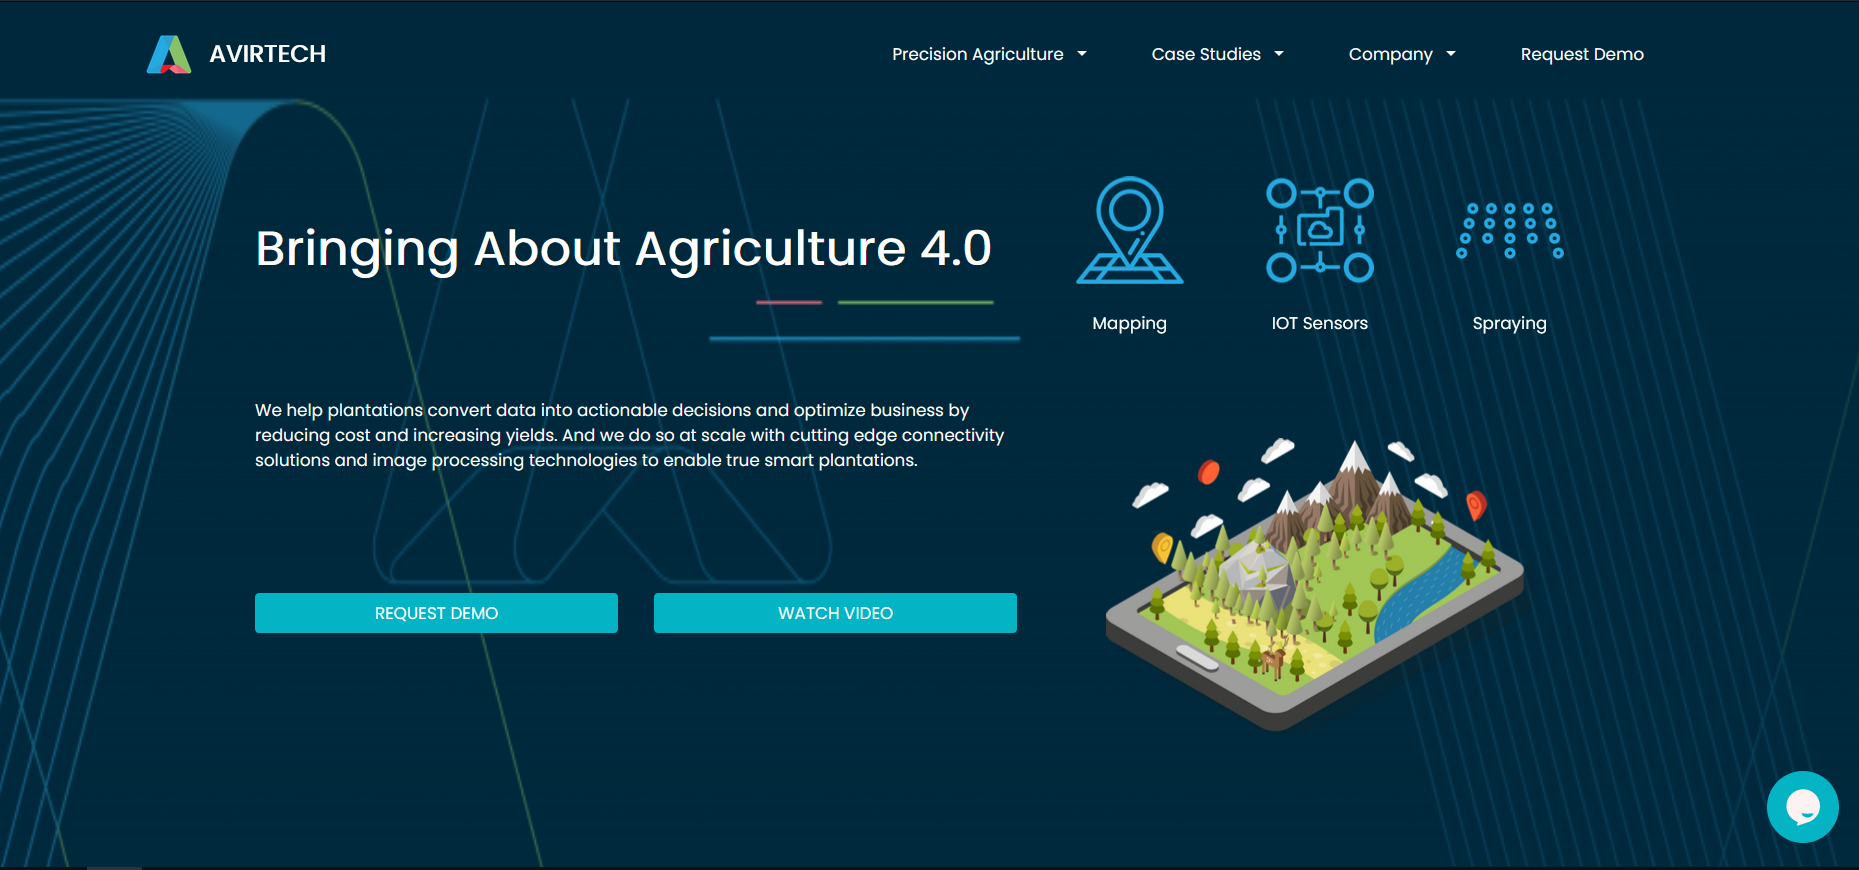 AVIRTECH
Precision Agriculture
Case Studies
Company
Request Demo
Bringing About Agriculture 4.0
Mapping
IOT Sensors
Spraying
We help plantations convert data into actionable decisions and optimize business by
reducing cost and increasing yields. And we do so at scale with cutting edge connectivity
solutions and image processing technologies to enable true smart plantations.
REQUEST DEMO
WATCH VIDEO